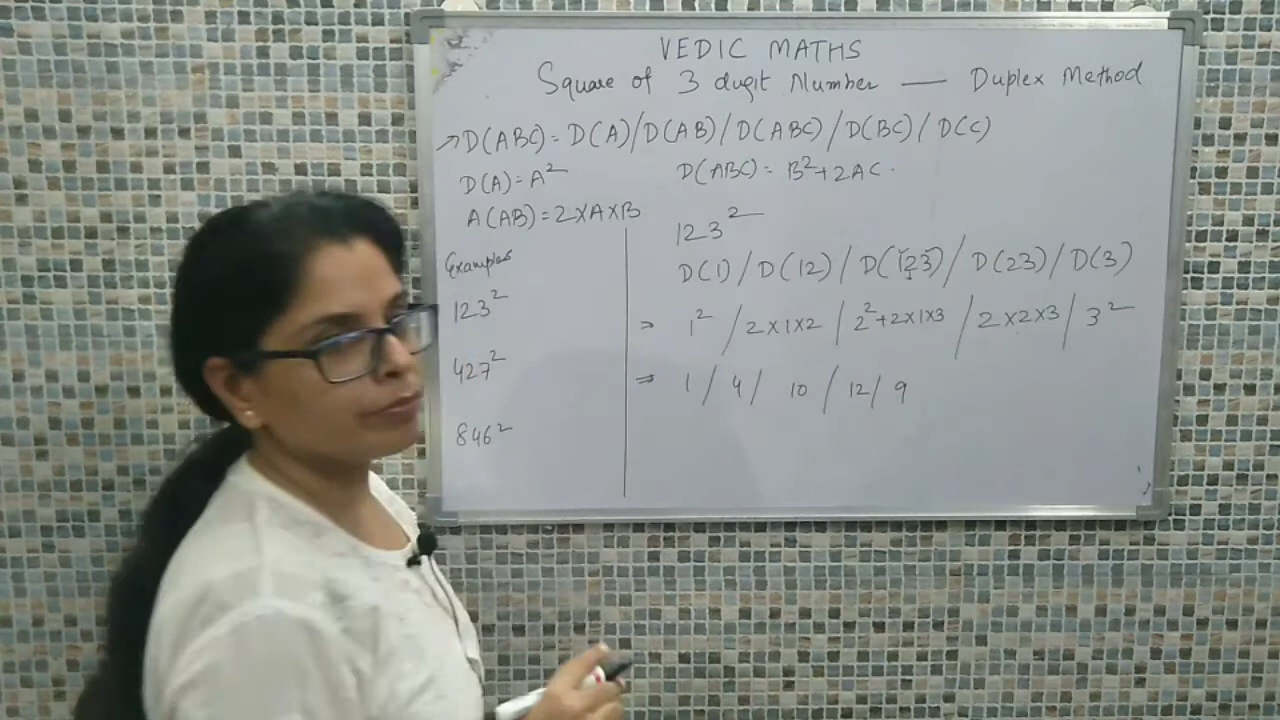 VEDIC MATHS
Square of 3 digit Number — Duplex Method
→ D(ABC) = D(A)/D(AB)/D(ABC)/D(BC)/D(C)
D(A) = A²
D(ABC) = B²+2AC.
A(AB) = 2×A×B
Examples
123²
427²
846²
123²
D(1)/D(12)/D(123)/D(23)/D(3)
⇒ 1²/2×1×2/2²+2×1×3/2×2×3/3²
⇒ 1/4/10/12/9